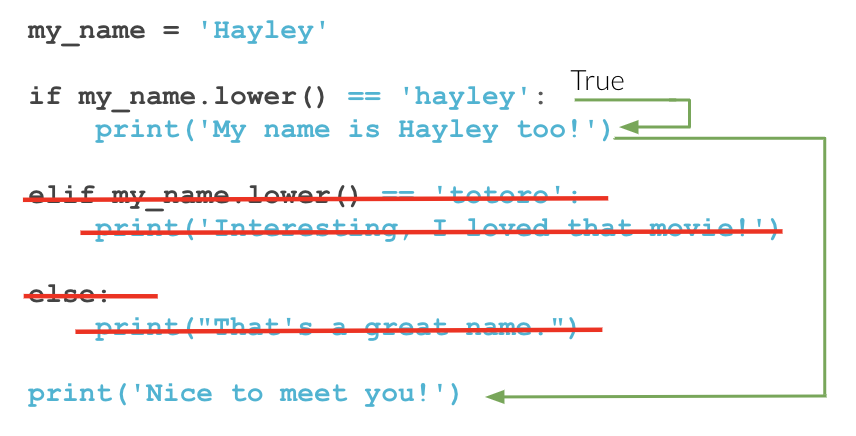 my_name = 'Hayley'
if my_name.lower() == 'hayley': True
    print('My name is Hayley too!')
elif my_name.lower() == 'totoro':
    print('Interesting, I loved that movie!')
else:
    print("That's a great name.")
print('Nice to meet you!')